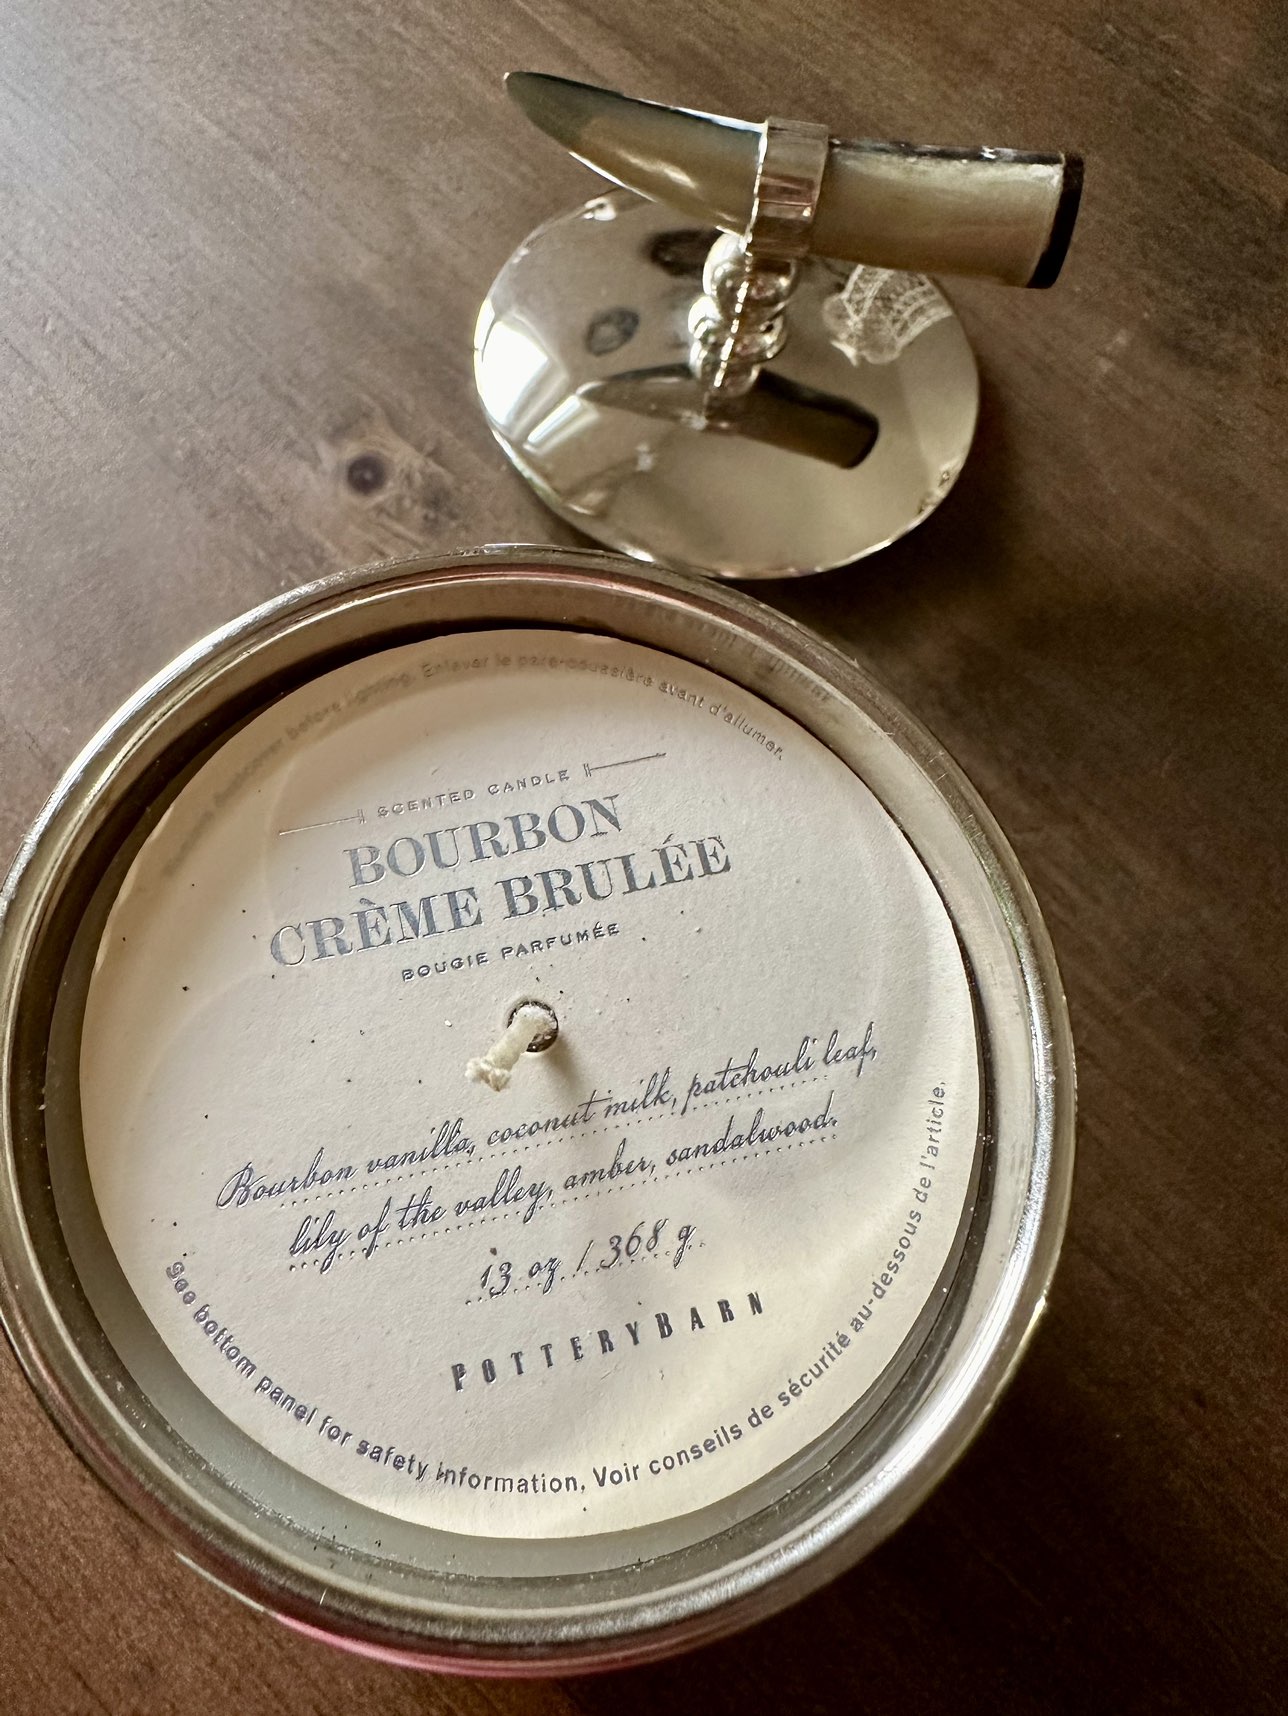 before lighting. Enlever le pare-poussière avant d'allumer.
SCENTED CANDLE
BOURBON
CRÈME BRULÉE
BOUGIE PARFUMÉE
Bourbon vanilla, coconut milk, patchouli leaf,
lily of the valley, amber, sandalwood.
13 oz / 368 g
POTTERYBARN
See bottom panel for safety information. Voir conseils de sécurité au-dessous de l'article.